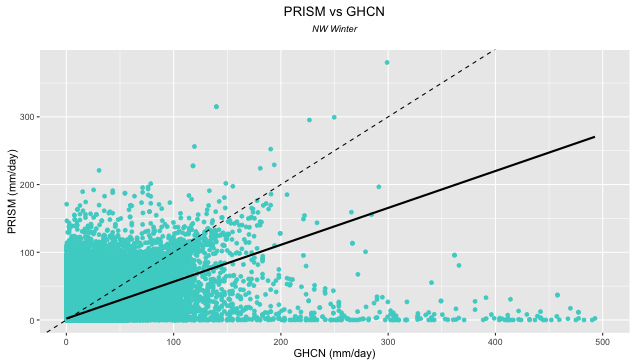 PRISM vs GHCN
NW Winter
PRISM (mm/day)
300
200
100
0
0 100 200 300 400 500
GHCN (mm/day)